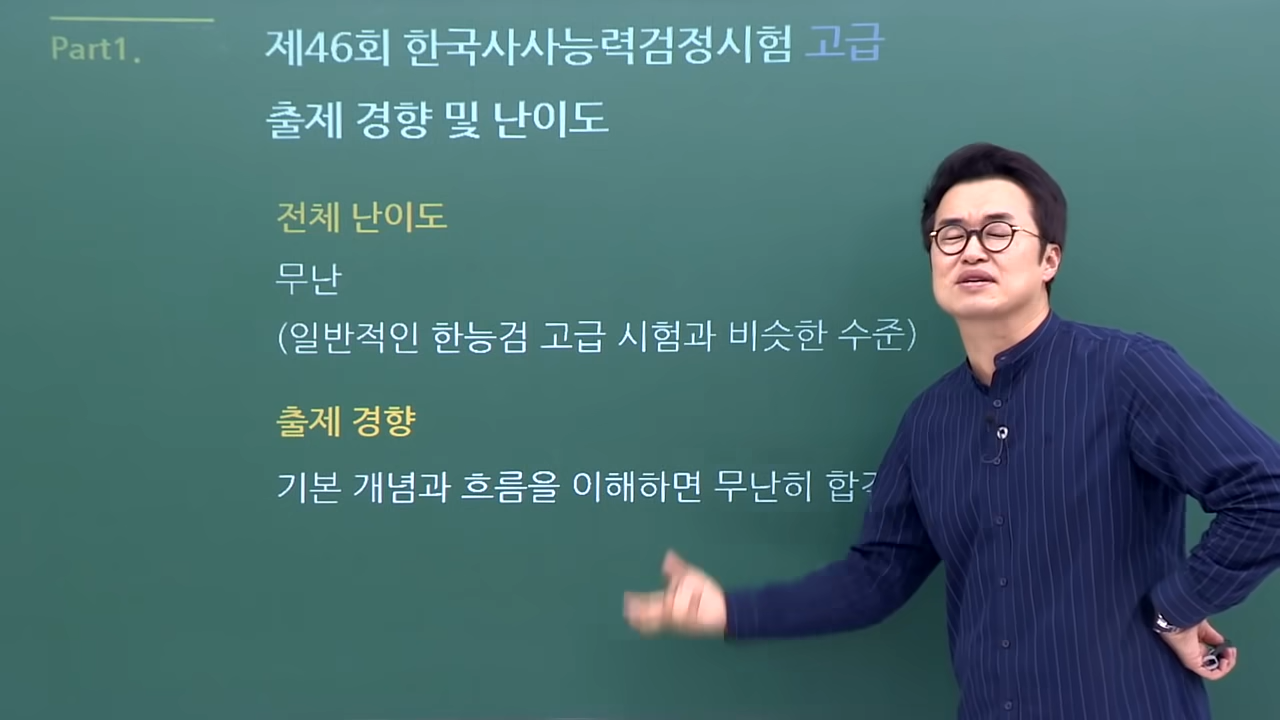 Part1.
제46회 한국사사능력검정시험 고급
출제 경향 및 난이도
전체 난이도
무난
(일반적인 한능검 고급 시험과 비슷한 수준)
출제 경향
기본 개념과 흐름을 이해하면 무난히